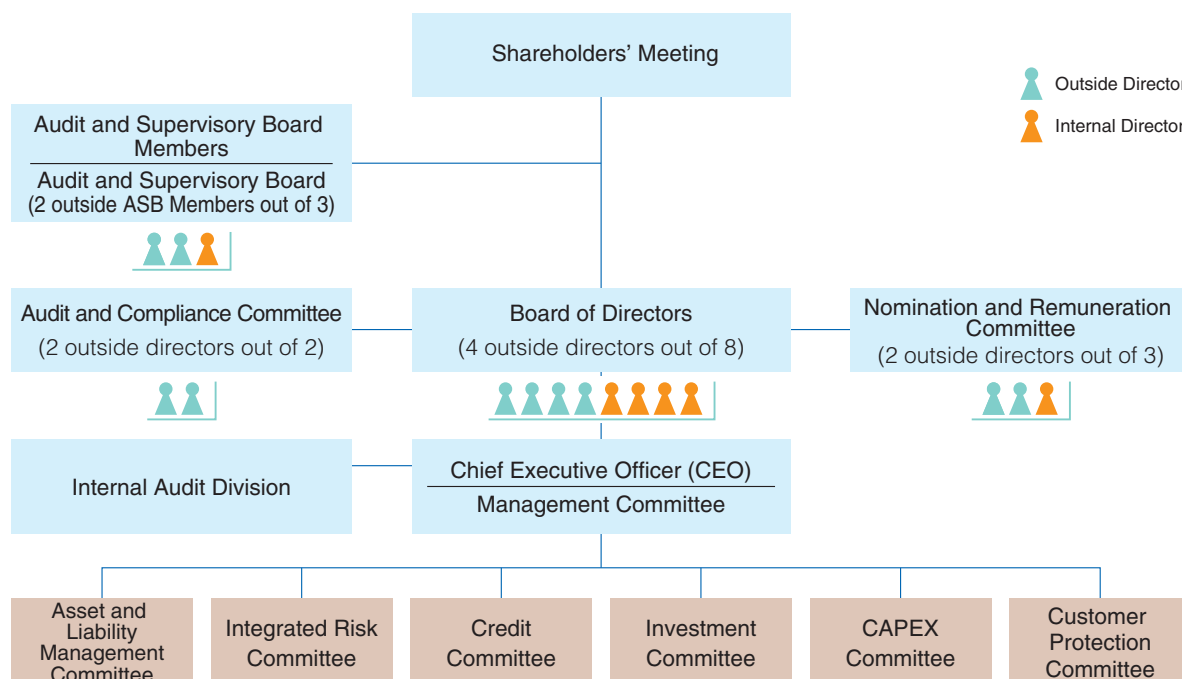 Shareholders’ Meeting
Outside Director
Internal Director
Audit and Supervisory Board
Members
Audit and Supervisory Board
(2 outside ASB Members out of 3)
Audit and Compliance Committee
(2 outside directors out of 2)
Board of Directors
(4 outside directors out of 8)
Nomination and Remuneration
Committee
(2 outside directors out of 3)
Internal Audit Division
Chief Executive Officer (CEO)
Management Committee
Asset and
Liability
Management
Committee
Integrated Risk
Committee
Credit
Committee
Investment
Committee
CAPEX
Committee
Customer
Protection
Committee